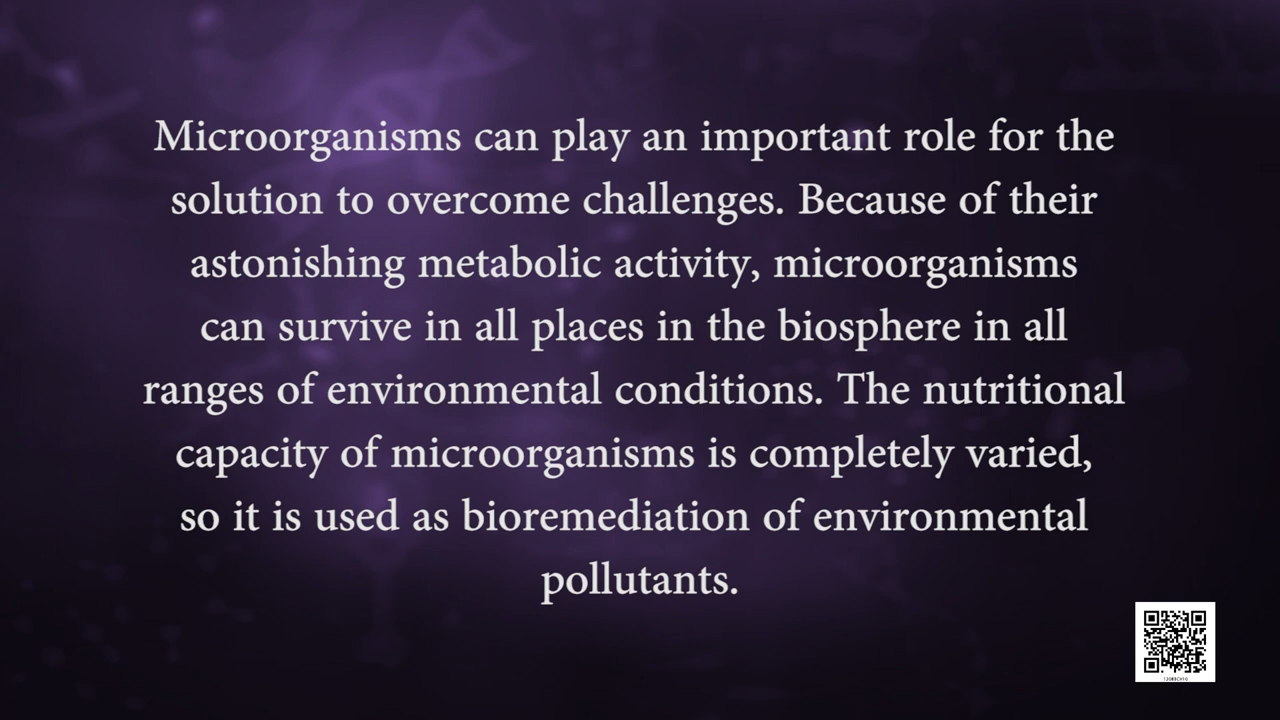 Microorganisms can play an important role for the
solution to overcome challenges. Because of their
astonishing metabolic activity, microorganisms
can survive in all places in the biosphere in all
ranges of environmental conditions. The nutritional
capacity of microorganisms is completely varied,
so it is used as bioremediation of environmental
pollutants.